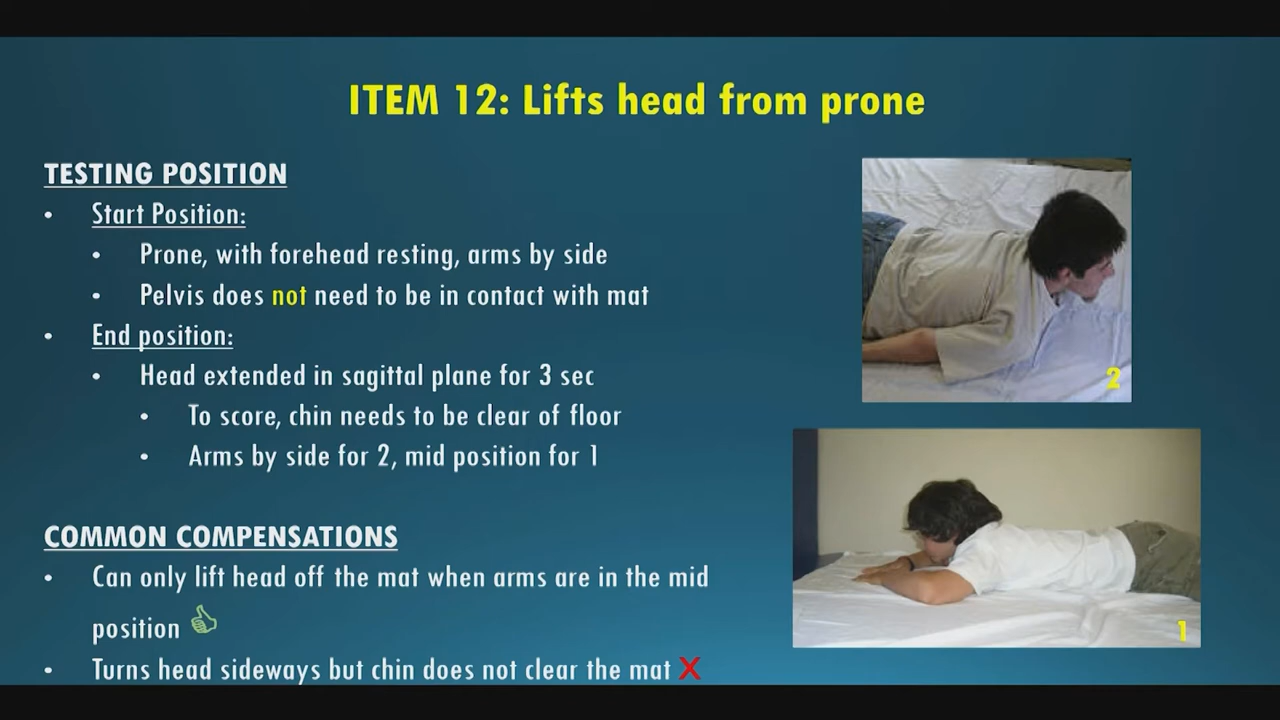 ITEM 12: Lifts head from prone
TESTING POSITION
• Start Position:
• Prone, with forehead resting, arms by side
• Pelvis does not need to be in contact with mat
• End position:
• Head extended in sagittal plane for 3 sec
• To score, chin needs to be clear of floor
• Arms by side for 2, mid position for 1
COMMON COMPENSATIONS
• Can only lift head off the mat when arms are in the mid
position
• Turns head sideways but chin does not clear the mat X
2
1